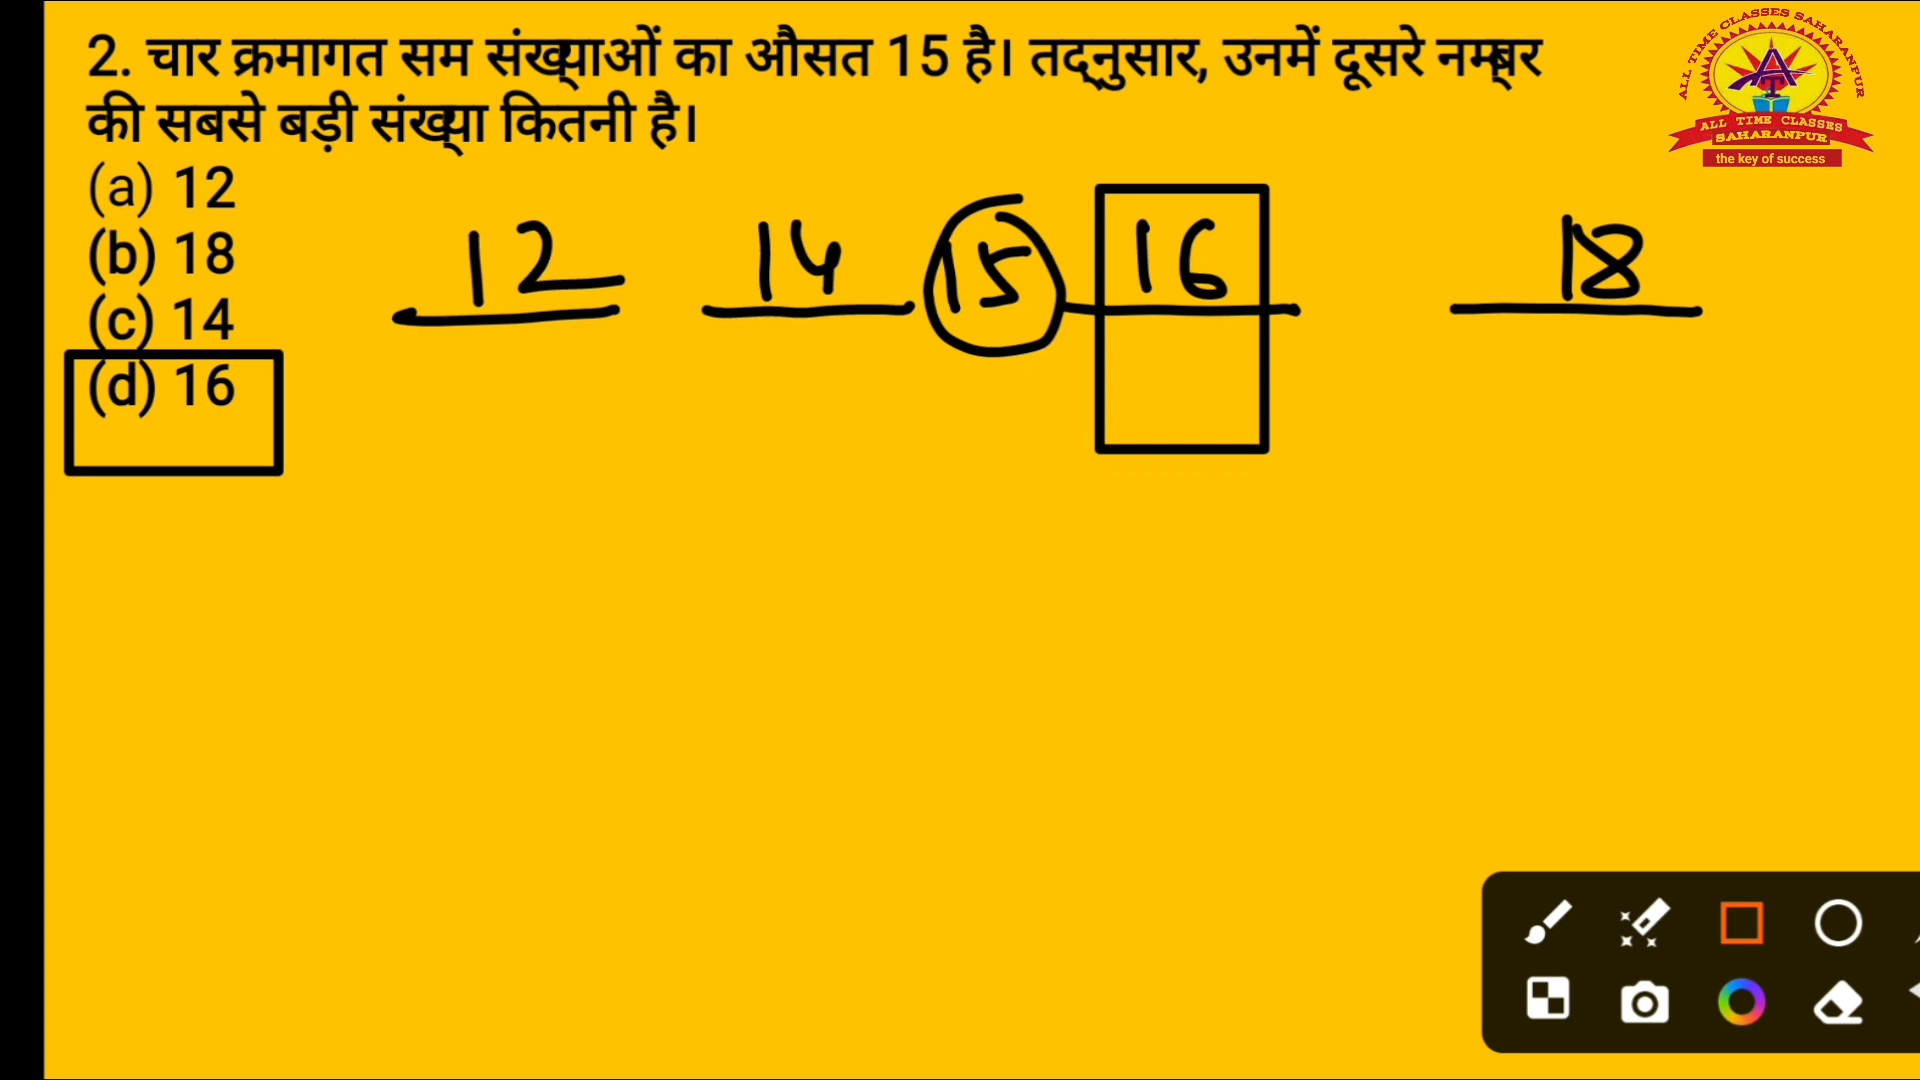 2. चार क्रमागत सम संख्याओं का औसत 15 है। तद्नुसार, उनमें दूसरे नम्बर
की सबसे बड़ी संख्या कितनी है।
(a) 12
(b) 18
(c) 14
(d) 16
12 14 15 16 18
ALL TIME CLASSES SAHARANPUR
AT
ALL TIME CLASSES
SAHARANPUR
the key of success